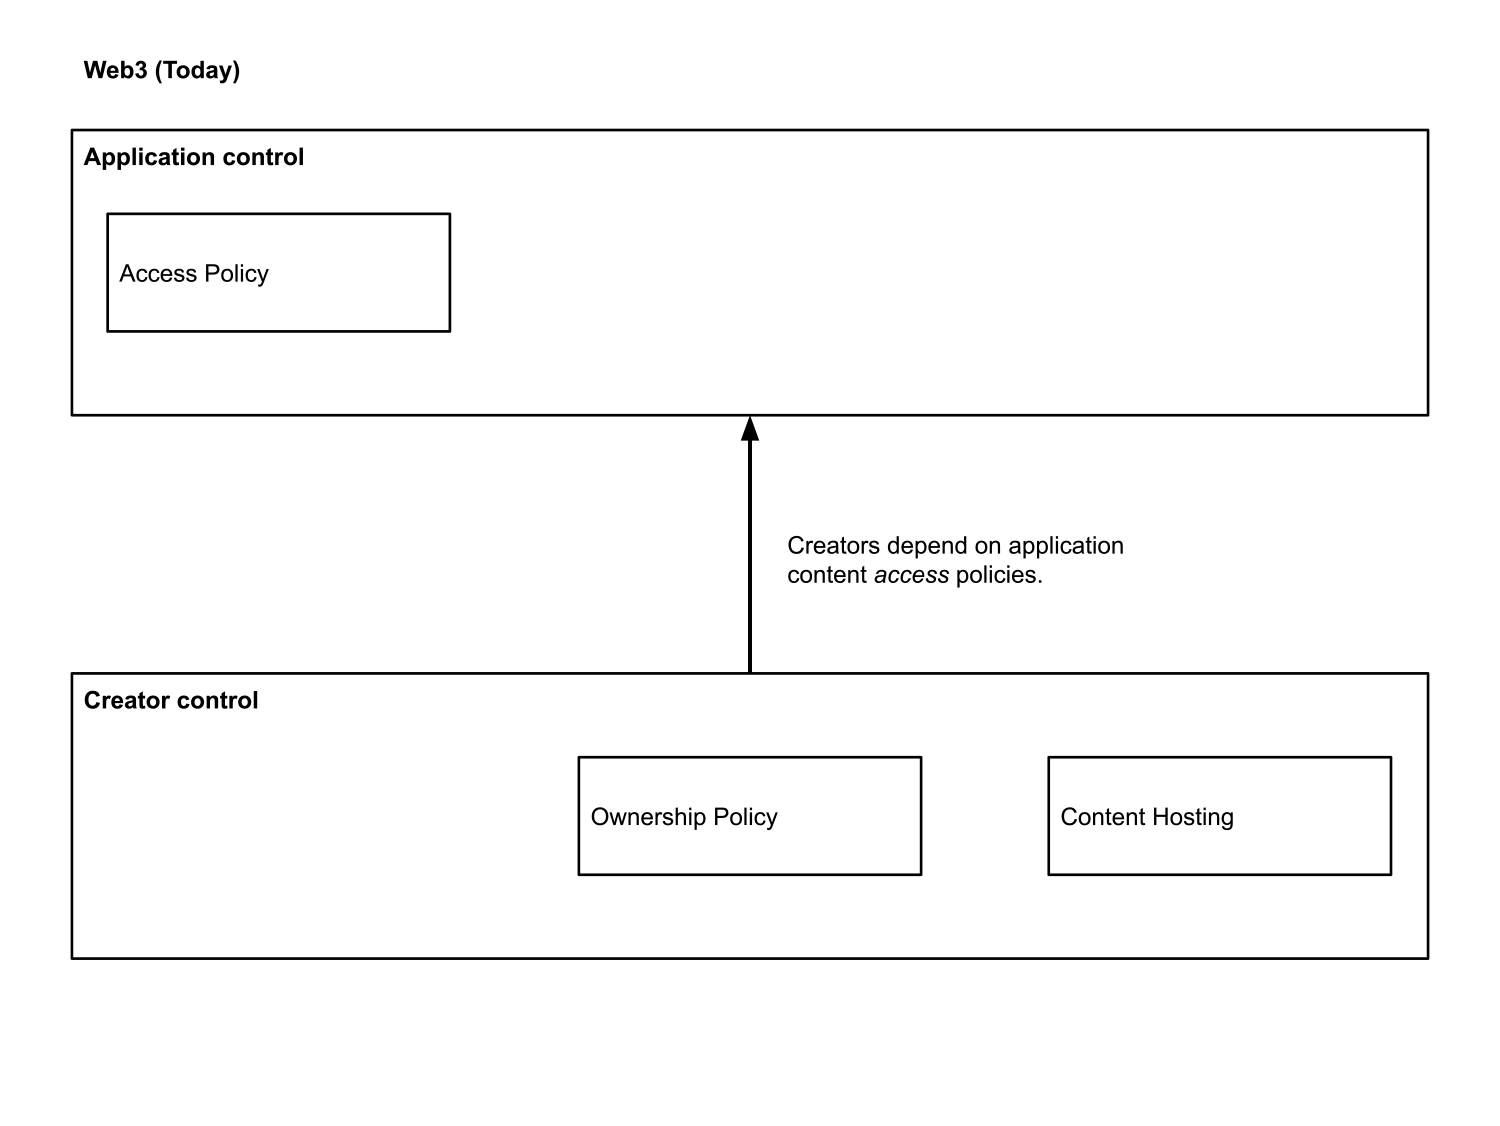 Web3 (Today)
Application control
Access Policy
Creators depend on application
content access policies.
Creator control
Ownership Policy
Content Hosting